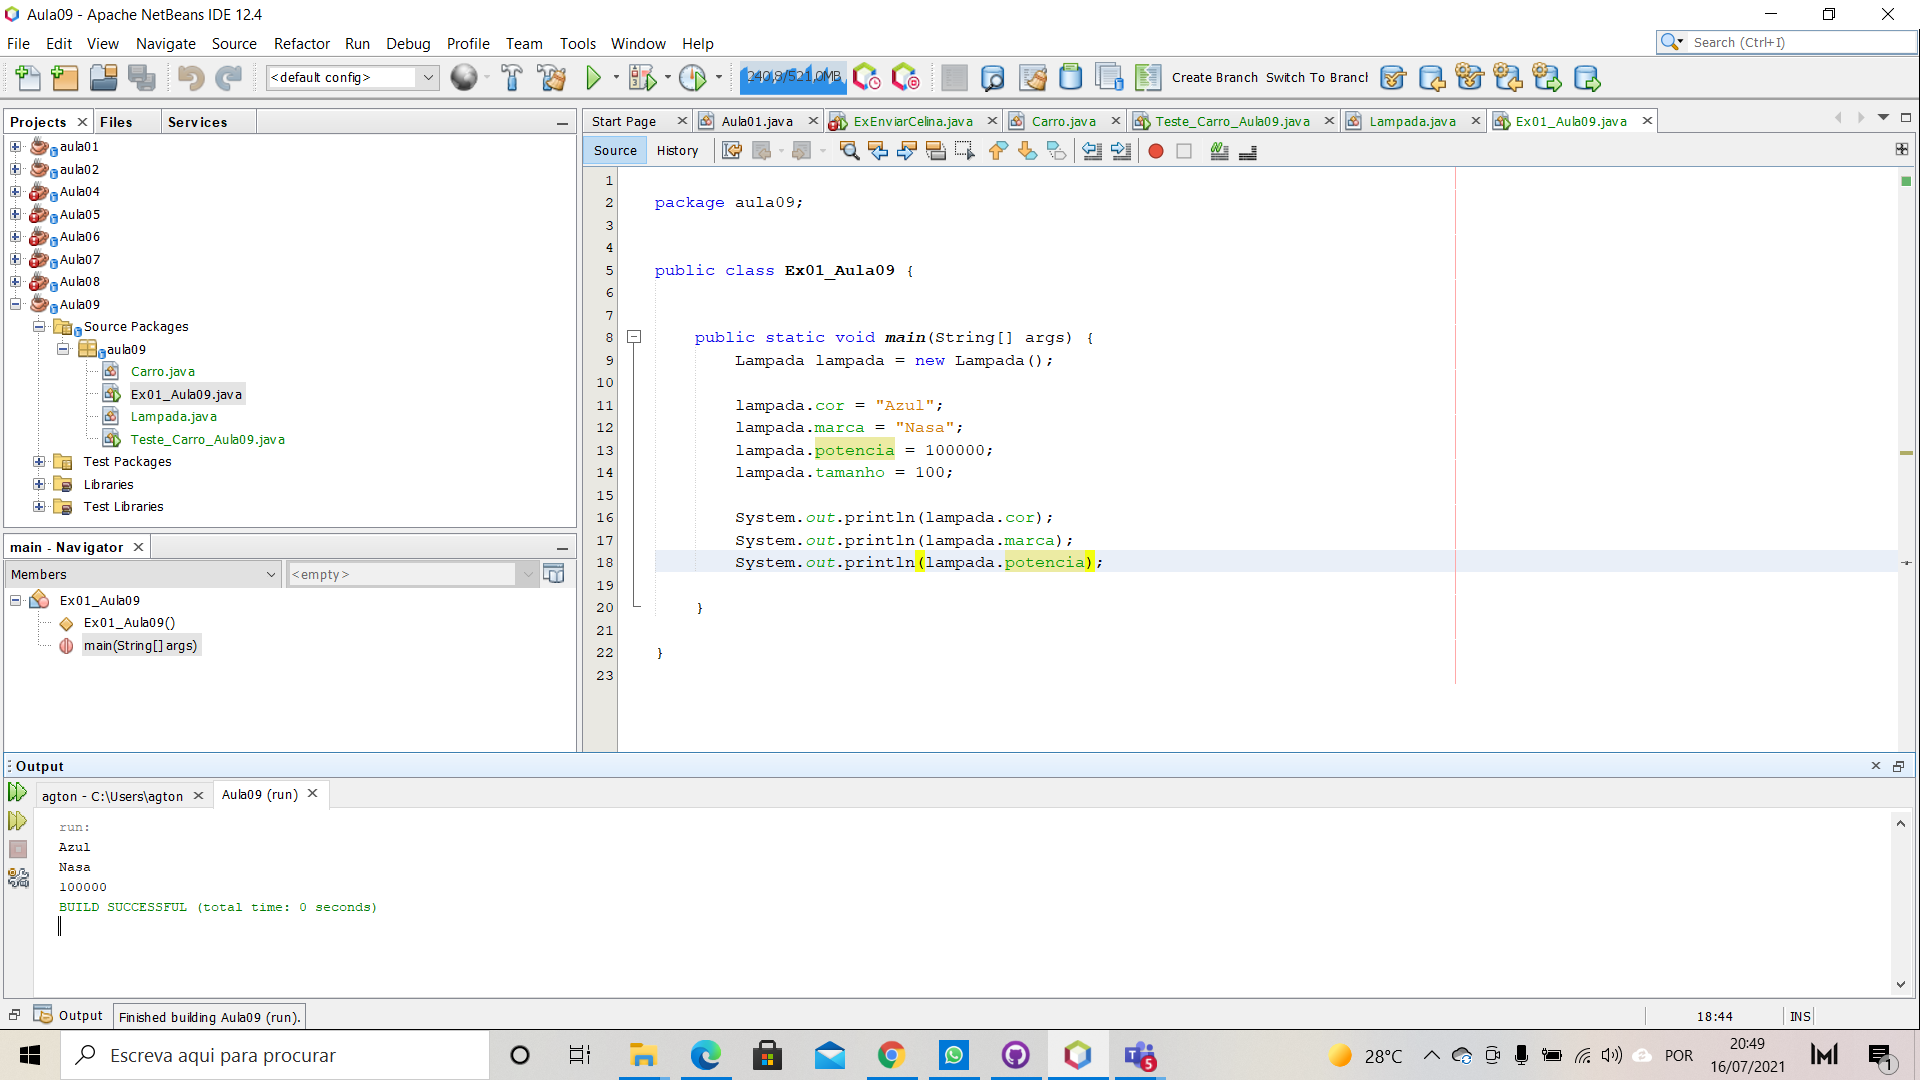 Aula09 - Apache NetBeans IDE 12.4
File Edit View Navigate Source Refactor Run Debug Profile Team Tools Window Help
Search (Ctrl+I)
<default config>
240,8/521,0MB
Create Branch Switch To Branch
Projects Files Services
aula01
aula02
Aula04
Aula05
Aula06
Aula07
Aula08
Aula09
Source Packages
aula09
Carro.java
Ex01_Aula09.java
Lampada.java
Teste_Carro_Aula09.java
Test Packages
Libraries
Test Libraries
main - Navigator
Members <empty>
Ex01_Aula09
Ex01_Aula09()
main(String[] args)
Start Page Aula01.java ExEnviarCelina.java Carro.java Teste_Carro_Aula09.java Lampada.java Ex01_Aula09.java
Source History
1
2 package aula09;
3
4
5 public class Ex01_Aula09 {
6
7
8 public static void main(String[] args) {
9 Lampada lampada = new Lampada();
10
11 lampada.cor = "Azul";
12 lampada.marca = "Nasa";
13 lampada.potencia = 100000;
14 lampada.tamanho = 100;
15
16 System.out.println(lampada.cor);
17 System.out.println(lampada.marca);
18 System.out.println(lampada.potencia);
19
20 }
21
22 }
23
Output
agton - C:\Users\agton Aula09 (run)
run:
Azul
Nasa
100000
BUILD SUCCESSFUL (total time: 0 seconds)
Output Finished building Aula09 (run). 18:44 INS
Escreva aqui para procurar
5
28°C POR
20:49
16/07/2021
1